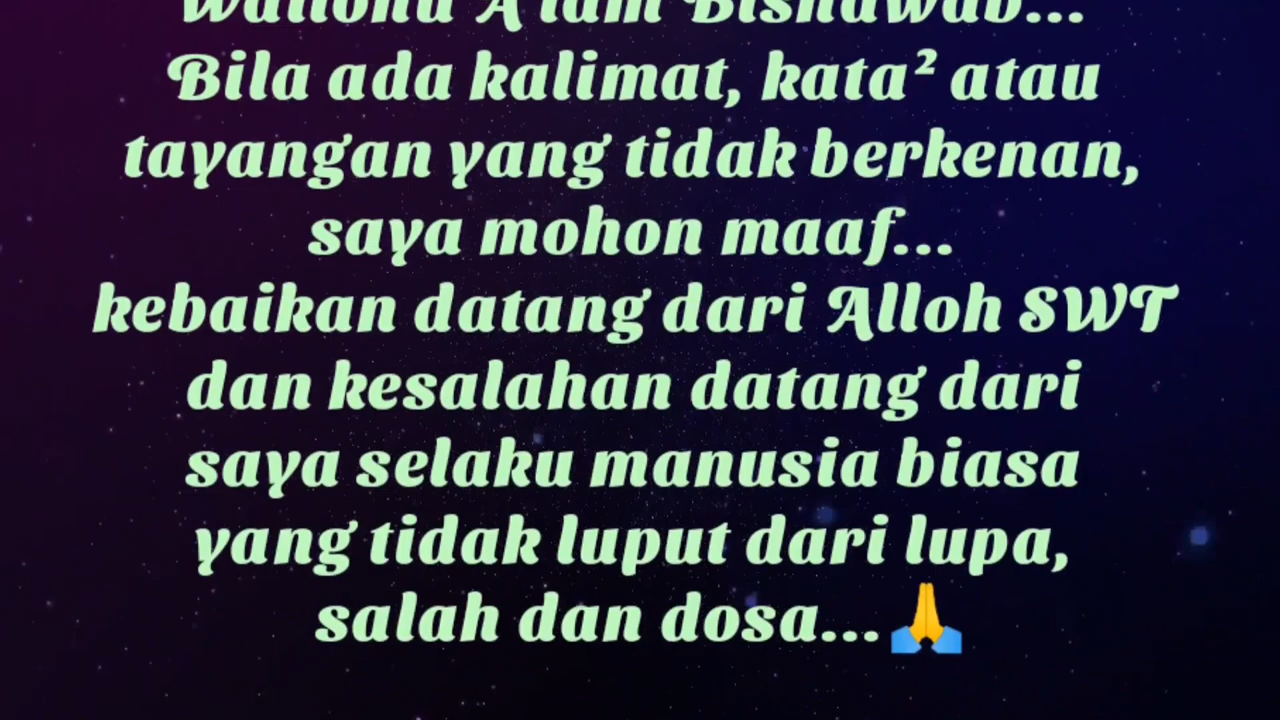 Bila ada kalimat, kata² atau
tayangan yang tidak berkenan,
saya mohon maaf...
kebaikan datang dari Alloh SWT
dan kesalahan datang dari
saya selaku manusia biasa
yang tidak luput dari lupa,
salah dan dosa...🙏